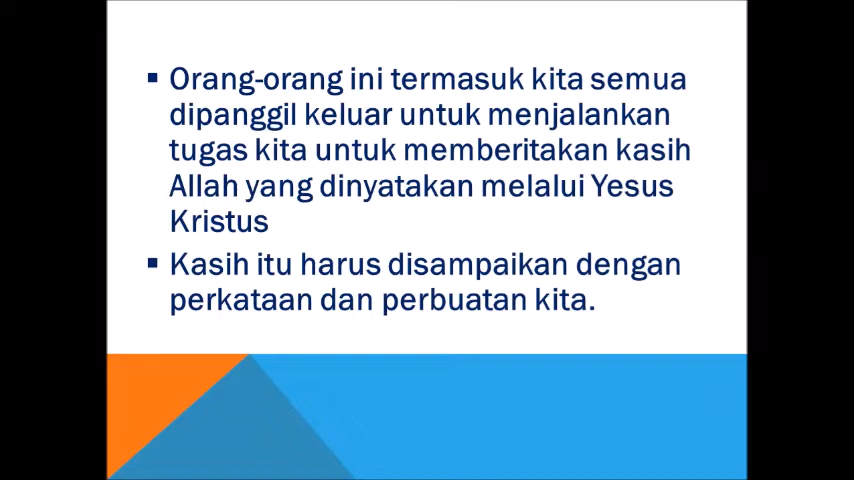 ▪ Orang-orang ini termasuk kita semua
dipanggil keluar untuk menjalankan
tugas kita untuk memberitakan kasih
Allah yang dinyatakan melalui Yesus
Kristus
▪ Kasih itu harus disampaikan dengan
perkataan dan perbuatan kita.